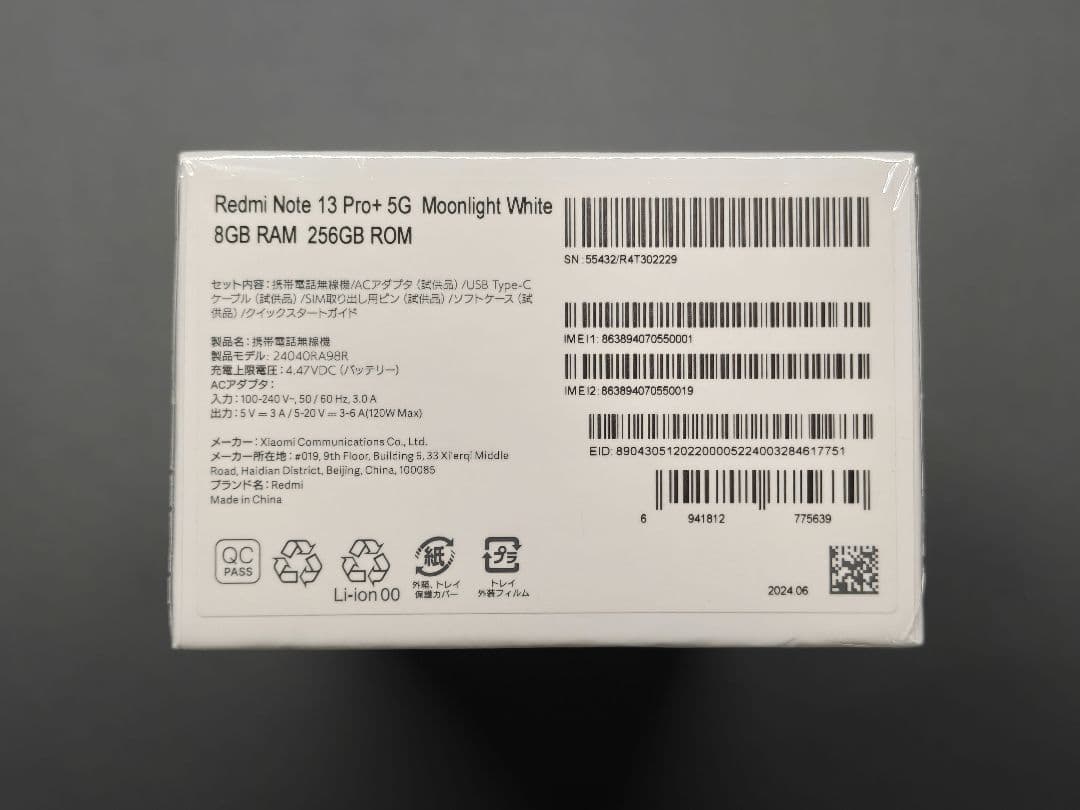 Redmi Note 13 Pro+ 5G Moonlight White
8GB RAM 256GB ROM
セット内容：携帯電話無線機/ACアダプタ（試供品）/USB Type-C
ケーブル（試供品）/SIM取り出し用ピン（試供品）/ソフトケース（試
供品）/クイックスタートガイド
製品名：携帯電話無線機
製品モデル：24040RA98R
充電上限電圧：4.47VDC（バッテリー）
ACアダプタ：
入力：100-240 V~, 50 / 60 Hz, 3.0 A
出力：5 V ⎓ 3 A / 5-20 V ⎓ 3-6 A(120W Max)
メーカー：Xiaomi Communications Co., Ltd.
メーカー所在地：#019, 9th Floor, Building 6, 33 Xi'erqi Middle
Road, Haidian District, Beijing, China, 100085
ブランド名：Redmi
Made in China
QC
PASS
Li-ion 00
紙
外箱、トレイ
保護カバー
プラ
トレイ
外装フィルム
SN:55432/R4T302229
IMEI1: 863894070550001
IMEI2:863894070550019
EID: 89043051202200005224003284617751
6 941812 775639
2024.06